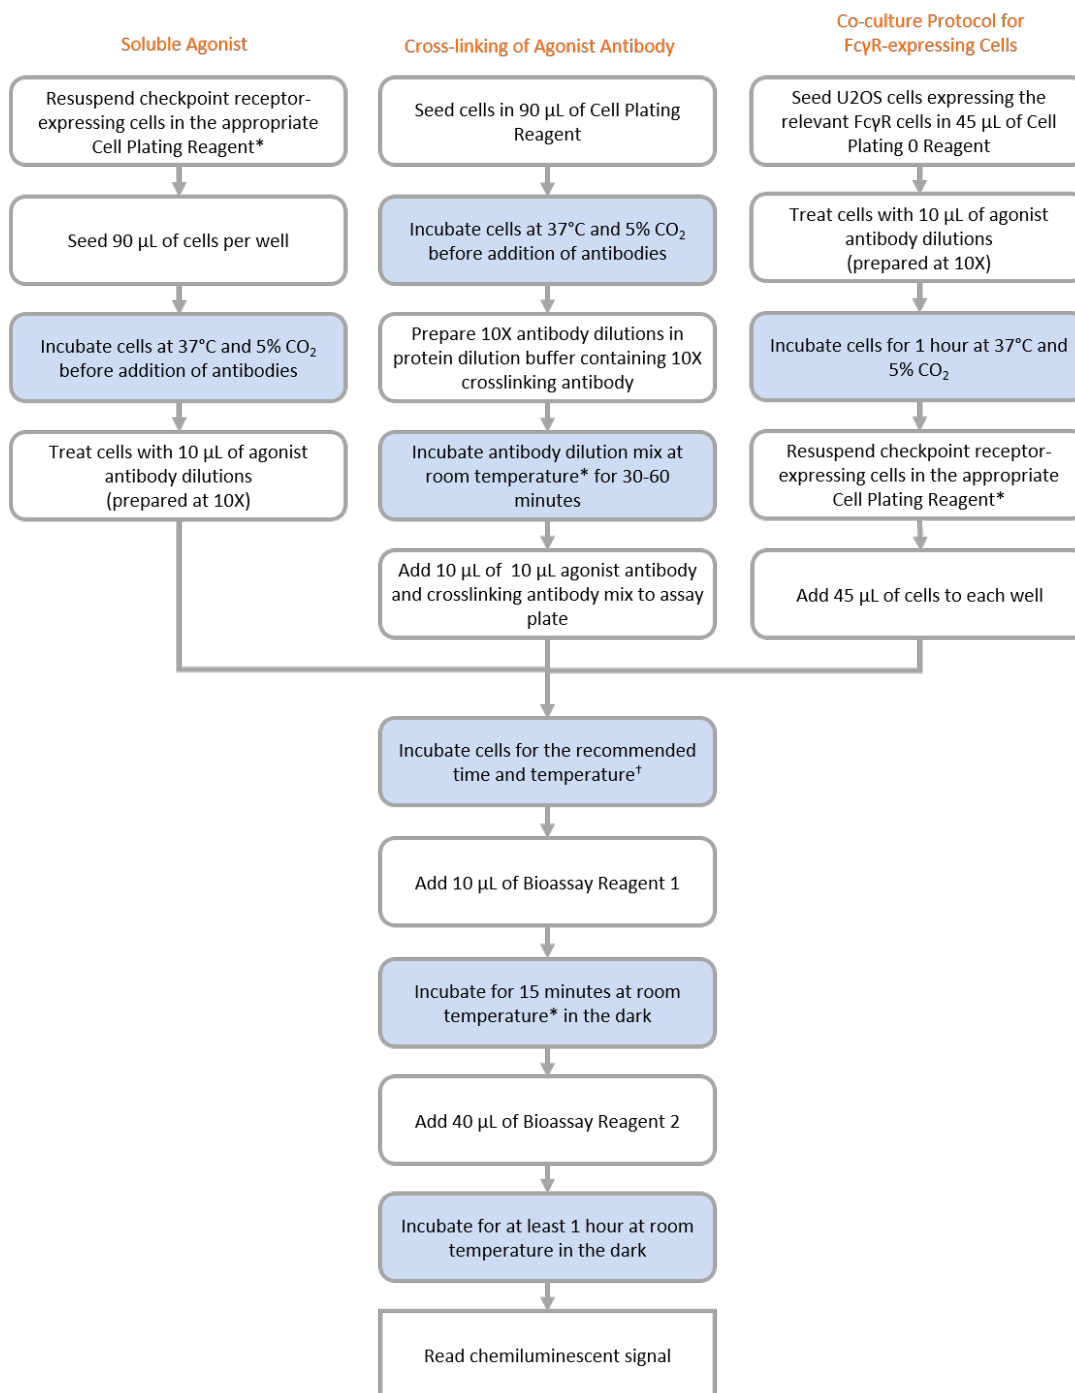 Soluble Agonist
Resuspend checkpoint receptor-
expressing cells in the appropriate
Cell Plating Reagent*
Seed 90 µL of cells per well
Incubate cells at 37°C and 5% CO₂
before addition of antibodies
Treat cells with 10 µL of agonist
antibody dilutions
(prepared at 10X)
Cross-linking of Agonist Antibody
Seed cells in 90 µL of Cell Plating
Reagent
Incubate cells at 37°C and 5% CO₂
before addition of antibodies
Prepare 10X antibody dilutions in
protein dilution buffer containing 10X
crosslinking antibody
Incubate antibody dilution mix at
room temperature* for 30-60
minutes
Add 10 µL of 10 µL agonist antibody
and crosslinking antibody mix to assay
plate
Co-culture Protocol for
FcγR-expressing Cells
Seed U2OS cells expressing the
relevant FcγR cells in 45 µL of Cell
Plating 0 Reagent
Treat cells with 10 µL of agonist
antibody dilutions
(prepared at 10X)
Incubate cells for 1 hour at 37°C and
5% CO₂
Resuspend checkpoint receptor-
expressing cells in the appropriate
Cell Plating Reagent*
Add 45 µL of cells to each well
Incubate cells for the recommended
time and temperature†
Add 10 µL of Bioassay Reagent 1
Incubate for 15 minutes at room
temperature* in the dark
Add 40 µL of Bioassay Reagent 2
Incubate for at least 1 hour at room
temperature in the dark
Read chemiluminescent signal